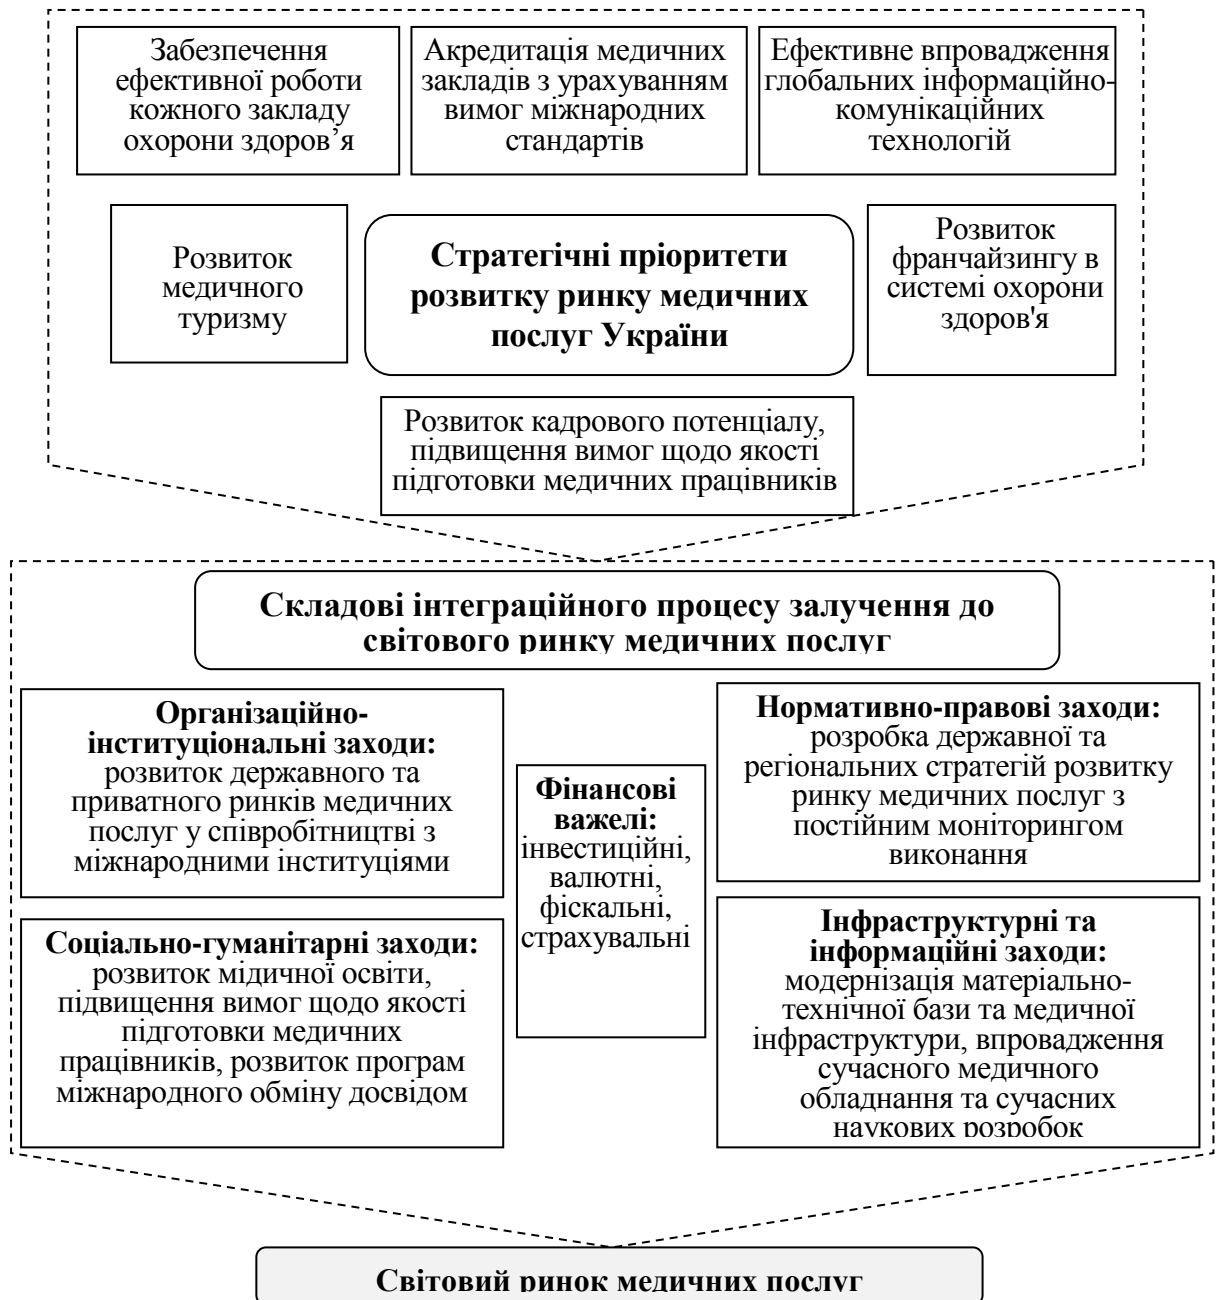 Забезпечення
ефективної роботи
кожного закладу
охорони здоров’я
Акредитація медичних
закладів з урахуванням
вимог міжнародних
стандартів
Ефективне впровадження
глобальних інформаційно-
комунікаційних
технологій
Розвиток
медичного
туризму
Стратегічні пріоритети
розвитку ринку медичних
послуг України
Розвиток
франчайзингу в
системі охорони
здоров'я
Розвиток кадрового потенціалу,
підвищення вимог щодо якості
підготовки медичних працівників
Складові інтеграційного процесу залучення до
світового ринку медичних послуг
Організаційно-
інституціональні заходи:
розвиток державного та
приватного ринків медичних
послуг у співробітництві з
міжнародними інституціями
Фінансові
важелі:
інвестиційні,
валютні,
фіскальні,
страхувальні
Нормативно-правові заходи:
розробка державної та
регіональних стратегій розвитку
ринку медичних послуг з
постійним моніторингом
виконання
Соціально-гуманітарні заходи:
розвиток мідичної освіти,
підвищення вимог щодо якості
підготовки медичних
працівників, розвиток програм
міжнародного обміну досвідом
Інфраструктурні та
інформаційні заходи:
модернізація матеріально-
технічної бази та медичної
інфраструктури, впровадження
сучасного медичного
обладнання та сучасних
наукових розробок
Світовий ринок медичних послуг